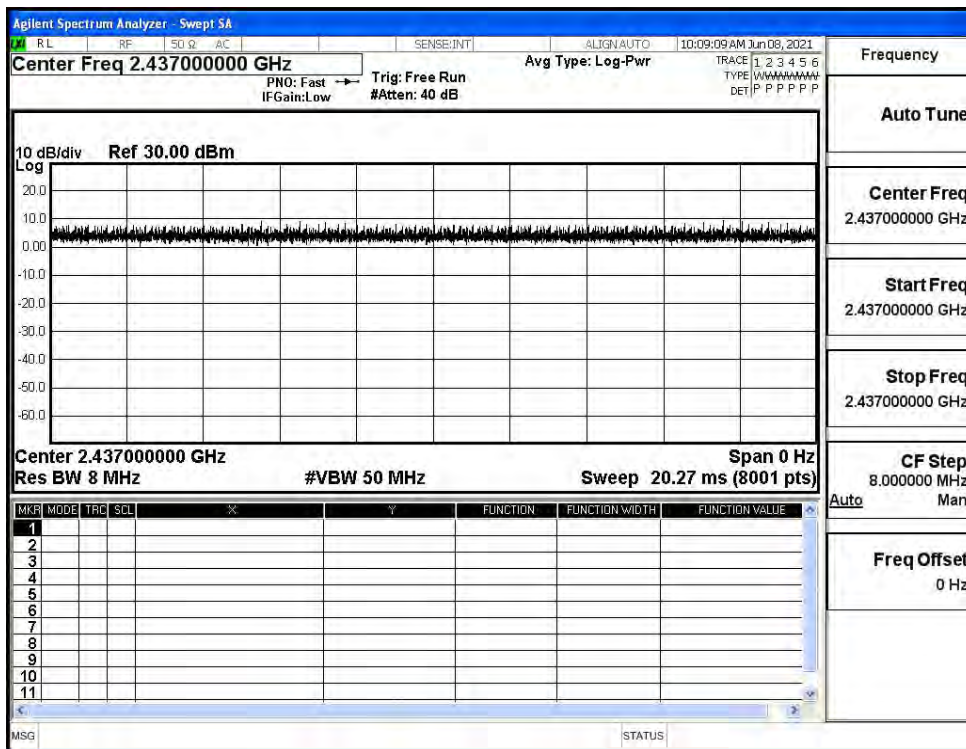 Agilent Spectrum Analyzer - Swept SA
LXI RL RF 50 Ω AC SENSE:INT ALIGN AUTO 10:09:09 AM Jun 08, 2021
Center Freq 2.437000000 GHz
PNO: Fast
IFGain:Low
Trig: Free Run
#Atten: 40 dB
Avg Type: Log-Pwr
TRACE 1 2 3 4 5 6
TYPE WWWWWW
DET P P P P P P
10 dB/div Ref 30.00 dBm
Log
20.0
10.0
0.00
-10.0
-20.0
-30.0
-40.0
-50.0
-60.0
Center 2.437000000 GHz Span 0 Hz
Res BW 8 MHz #VBW 50 MHz Sweep 20.27 ms (8001 pts)
MKR MODE TRC SCL X Y FUNCTION FUNCTION WIDTH FUNCTION VALUE
1
2
3
4
5
6
7
8
9
10
11
MSG STATUS
Frequency
Auto Tune
Center Freq
2.437000000 GHz
Start Freq
2.437000000 GHz
Stop Freq
2.437000000 GHz
CF Step
8.000000 MHz
Auto Man
Freq Offset
0 Hz